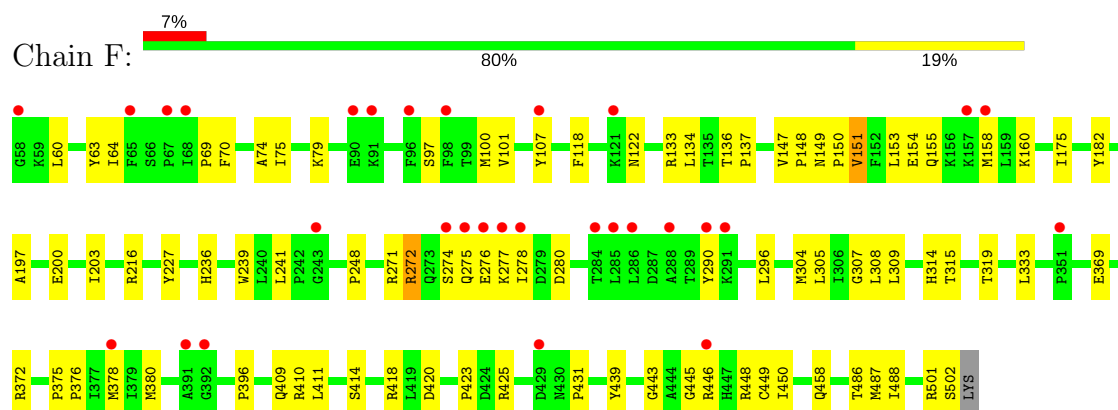 7%
Chain F:
80% 19%
G58 K59 L60 Y63 I64 F65 S66 P67 I68 P69 F70 A74 I75 K79 E90 K91 F96 S97 F98 T99 M100 V101 Y107 F118 K121 N122 R133 L134 T135 T136 P137 V147 P148 N149 P150 V151 F152 L153 E154 Q155 K156 K157 M158 L159 K160 I175 Y182
A197 E200 I203 R216 Y227 H236 W239 L240 L241 P242 G243 P248 R271 R272 Q273 S274 Q275 E276 K277 I278 D279 D280 T284 L285 L286 D287 A288 T289 Y290 K291 L296 M304 L305 I306 G307 L308 L309 H314 T315 T319 L333 P351 E369
R372 P375 P376 I377 M378 I379 M380 A391 G392 P396 Q409 R410 L411 S414 R418 L419 D420 P423 D424 R425 D429 N430 P431 Y439 G443 A444 G445 R446 H447 R448 C449 I450 Q458 T486 M487 I488 R501 S502 LYS